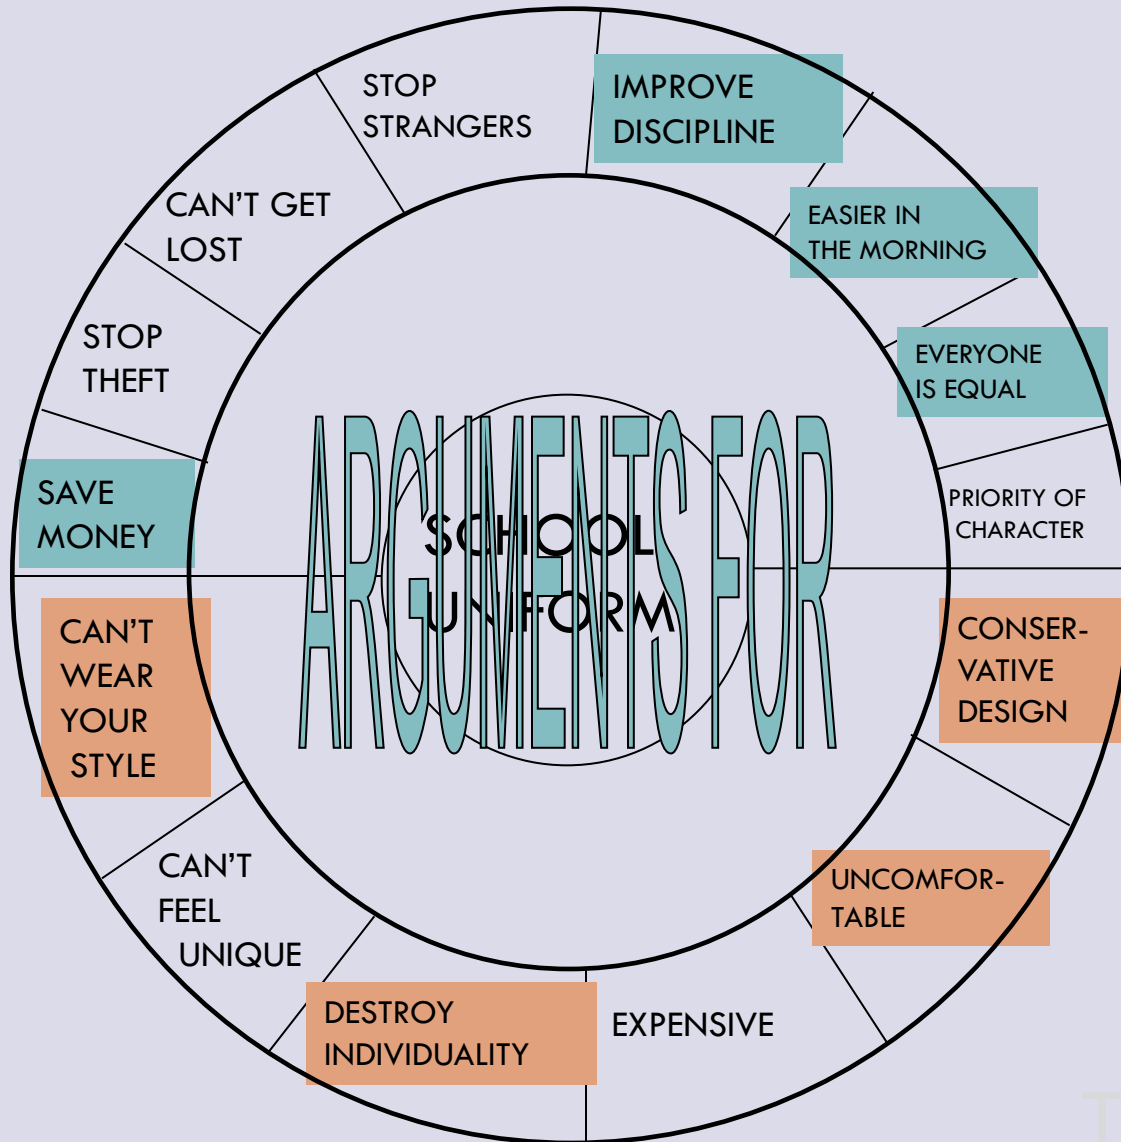 STOP
STRANGERS
IMPROVE
DISCIPLINE
CAN'T GET
LOST
EASIER IN
THE MORNING
STOP
THEFT
EVERYONE
IS EQUAL
SAVE
MONEY
PRIORITY OF
CHARACTER
ARGUMENTS FOR
SCHOOL
UNIFORM
CAN'T
WEAR
YOUR
STYLE
CONSER-
VATIVE
DESIGN
CAN'T
FEEL
UNIQUE
UNCOMFOR-
TABLE
DESTROY
INDIVIDUALITY
EXPENSIVE
T